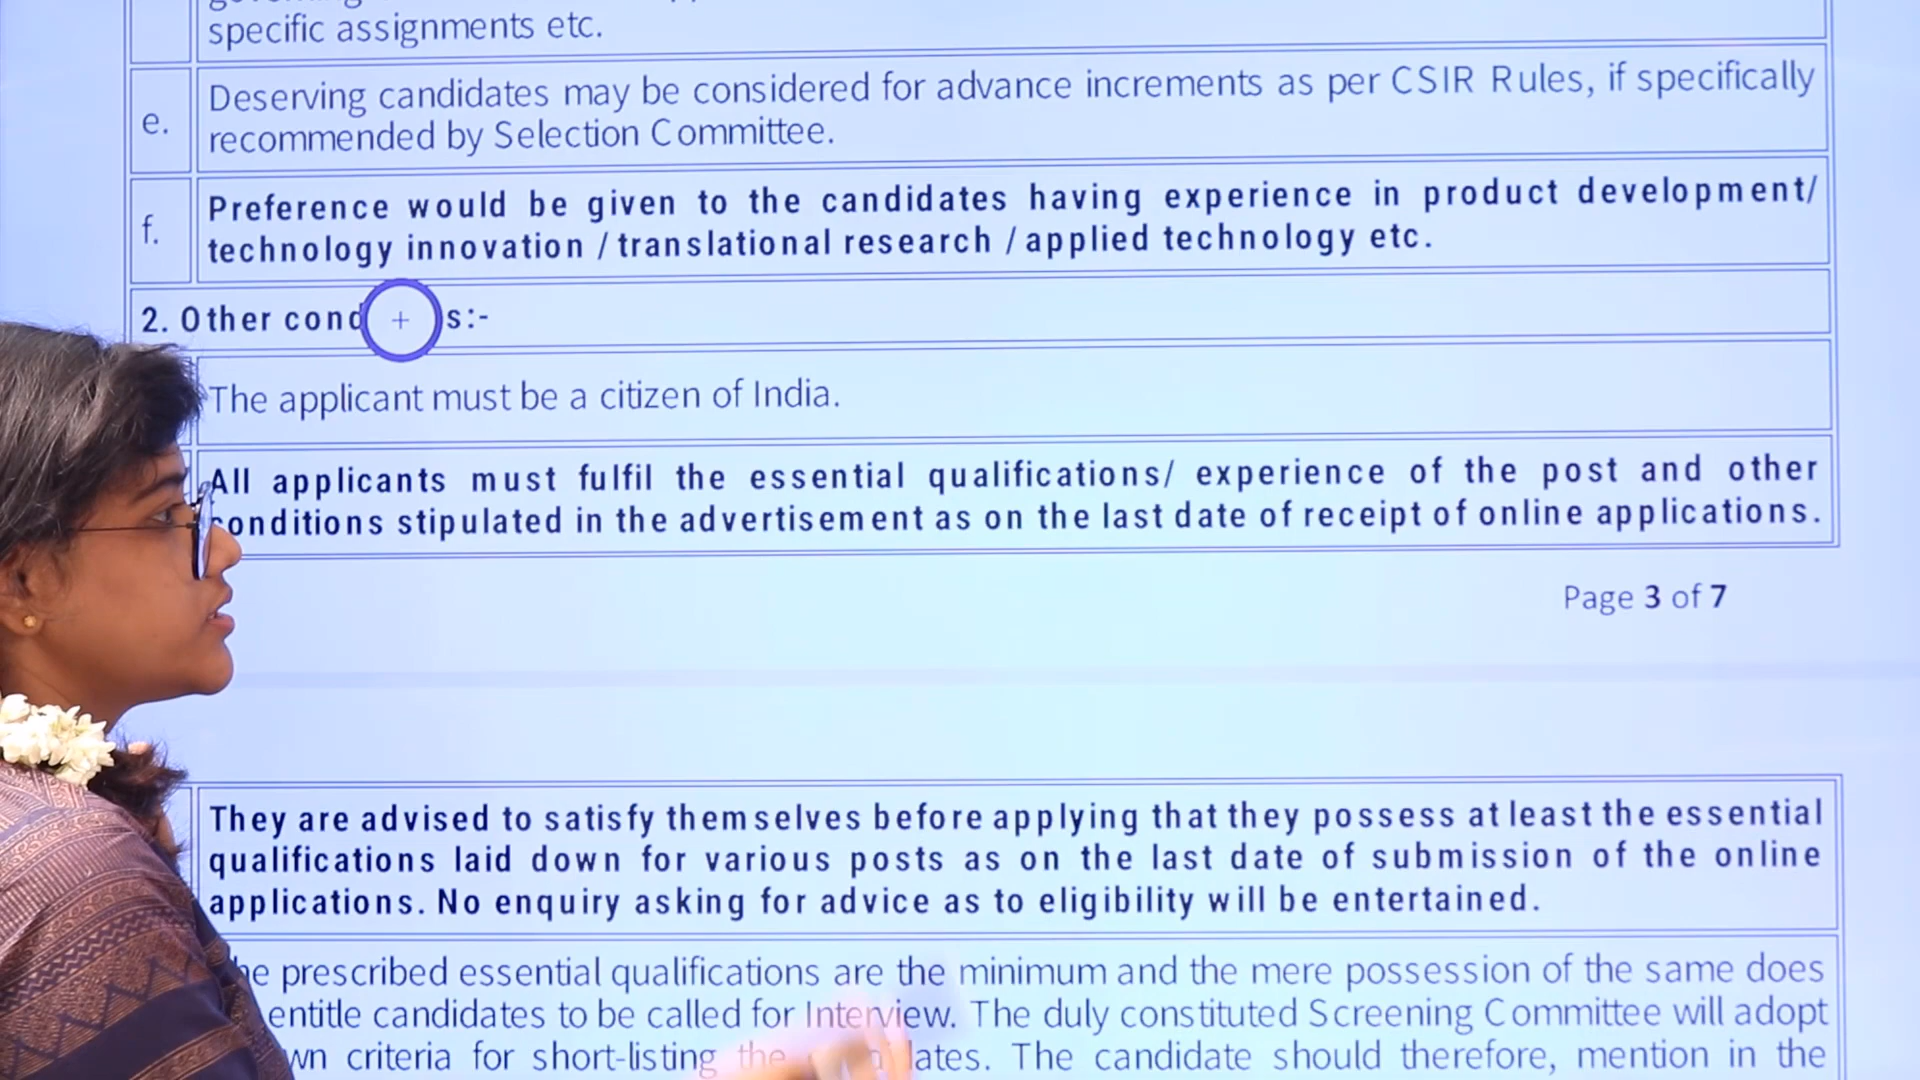 specific assignments etc.
e.
Deserving candidates may be considered for advance increments as per CSIR Rules, if specifically
recommended by Selection Committee.
f.
Preference would be given to the candidates having experience in product development/
technology innovation / translational research / applied technology etc.
2. Other cond + s:-
The applicant must be a citizen of India.
All applicants must fulfil the essential qualifications/ experience of the post and other
conditions stipulated in the advertisement as on the last date of receipt of online applications.
Page 3 of 7
They are advised to satisfy themselves before applying that they possess at least the essential
qualifications laid down for various posts as on the last date of submission of the online
applications. No enquiry asking for advice as to eligibility will be entertained.
he prescribed essential qualifications are the minimum and the mere possession of the same does
entitle candidates to be called for Interview. The duly constituted Screening Committee will adopt
wn criteria for short-listing the lates. The candidate should therefore, mention in the